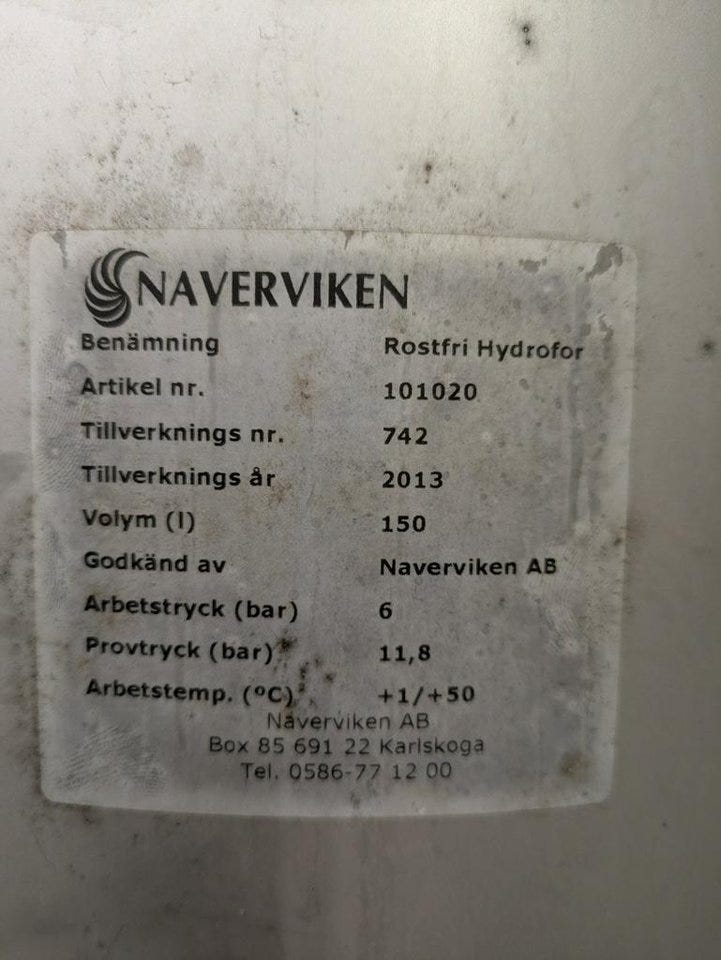 NAVERVIKEN
Benämning Rostfri Hydrofor
Artikel nr. 101020
Tillverknings nr. 742
Tillverknings år 2013
Volym (l) 150
Godkänd av Naverviken AB
Arbetstryck (bar) 6
Provtryck (bar) 11,8
Arbetstemp. (ºC) +1/+50
Naverviken AB
Box 85 691 22 Karlskoga
Tel. 0586-77 12 00